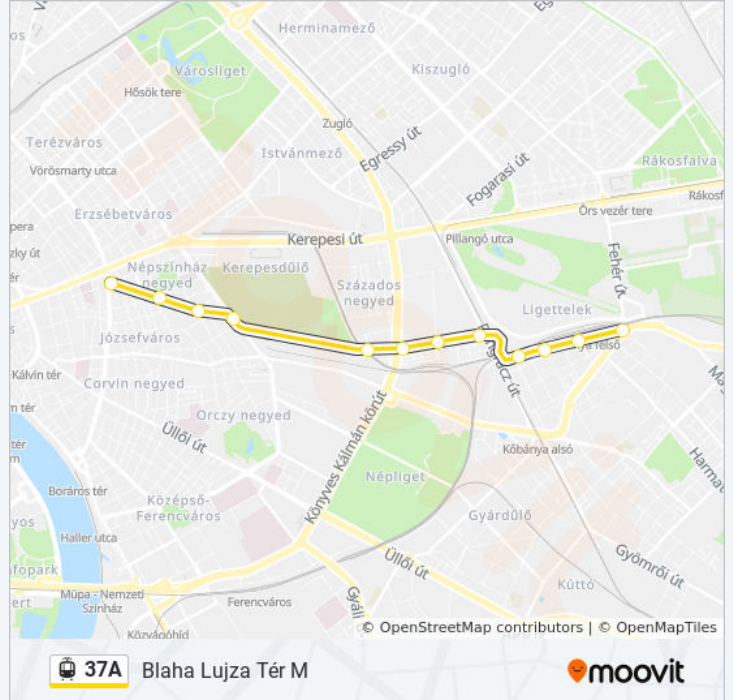 Herminamező
Kiszugló
Városliget
Hősök tere
Zugló
Terézváros
Istvánmező
Egressy út
Rákosfalva
Vörösmarty utca
Fogarasi út
Erzsébetváros
Örs vezér tere
Kerepesi út
Pillangó utca
Fehér út
Népszínház
negyed
Kerepesdűlő
Százados
negyed
Ligettelek
Józsefváros
Kálvin tér
Corvin negyed
Orczy negyed
Üllői út
Könyves Kálmán körút
Kőbánya alsó
Népliget
Boráros tér
Középső-
Ferencváros
Gyárdűlő
Haller utca
Üllői út
Gyömrői út
Kúttó
Müpa - Nemzeti
Színház
Ferencváros
Közvágóhíd
© OpenStreetMap contributors | © OpenMapTiles
37A Blaha Lujza Tér M
moovit